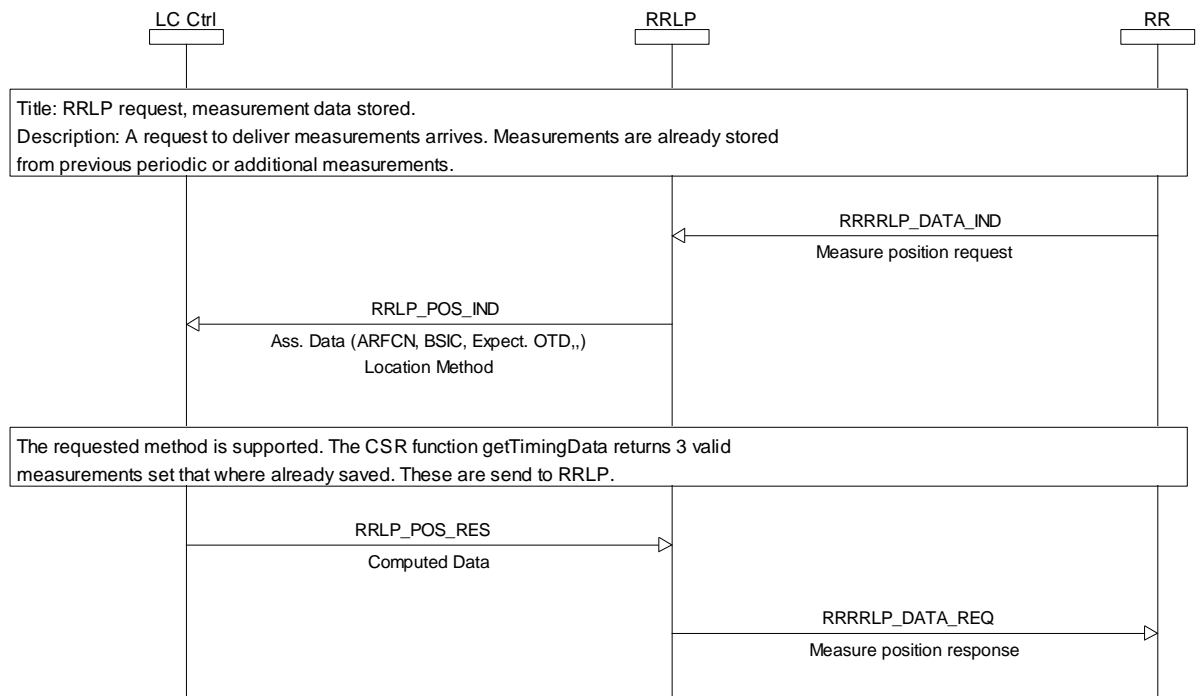 LC Ctrl
RRLP
RR
Title: RRLP request, measurement data stored.
Description: A request to deliver measurements arrives. Measurements are already stored
from previous periodic or additional measurements.
RRRRLP_DATA_IND
Measure position request
RRLP_POS_IND
Ass. Data (ARFCN, BSIC, Expect. OTD,,)
Location Method
The requested method is supported. The CSR function getTimingData returns 3 valid
measurements set that where already saved. These are send to RRLP.
RRLP_POS_RES
Computed Data
RRRRLP_DATA_REQ
Measure position response